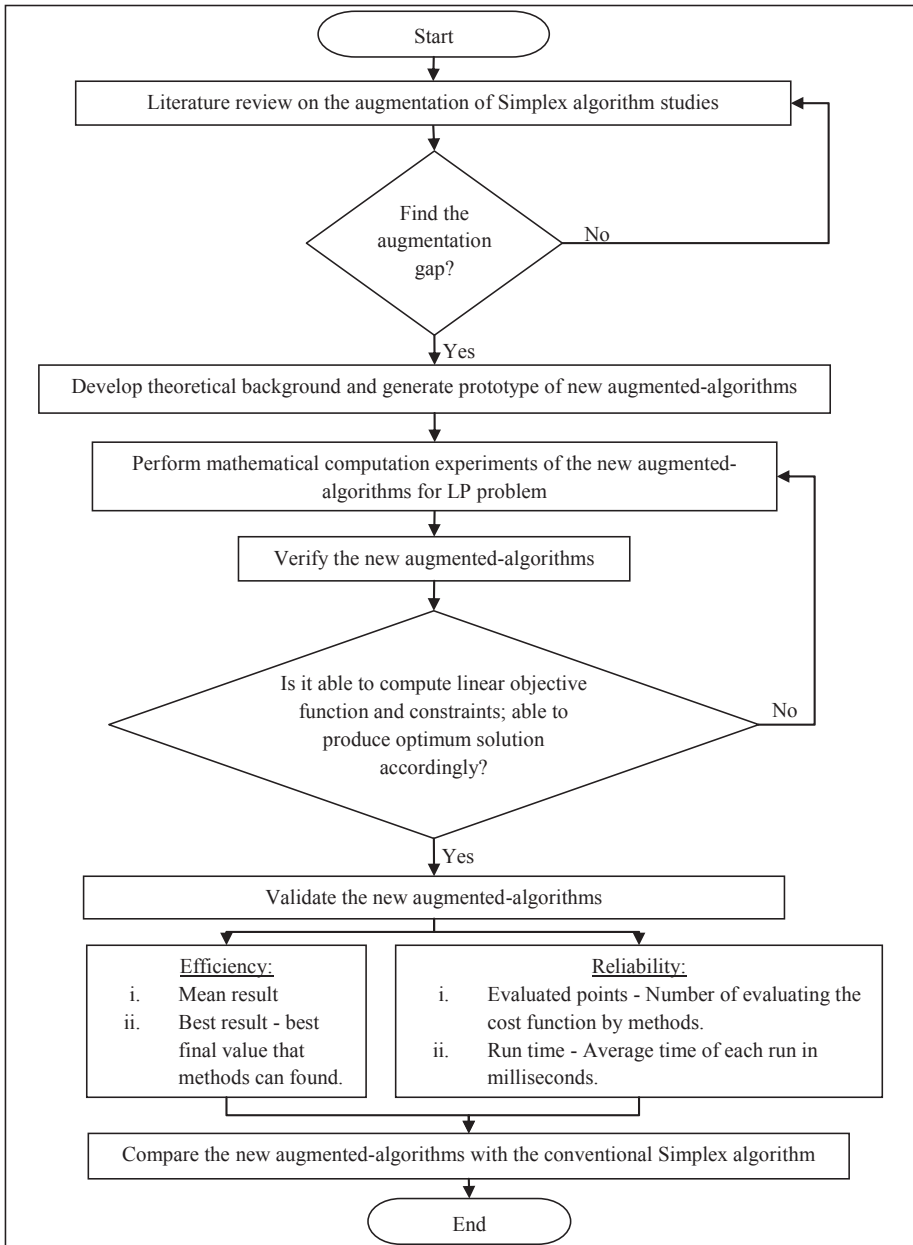 Start
Literature review on the augmentation of Simplex algorithm studies
Find the
augmentation
gap?
No
Yes
Develop theoretical background and generate prototype of new augmented-algorithms
Perform mathematical computation experiments of the new augmented-
algorithms for LP problem
Verify the new augmented-algorithms
Is it able to compute linear objective
function and constraints; able to
produce optimum solution
accordingly?
No
Yes
Validate the new augmented-algorithms
Efficiency:
i. Mean result
ii. Best result - best
final value that
methods can found.
Reliability:
i. Evaluated points - Number of evaluating the
cost function by methods.
ii. Run time - Average time of each run in
milliseconds.
Compare the new augmented-algorithms with the conventional Simplex algorithm
End